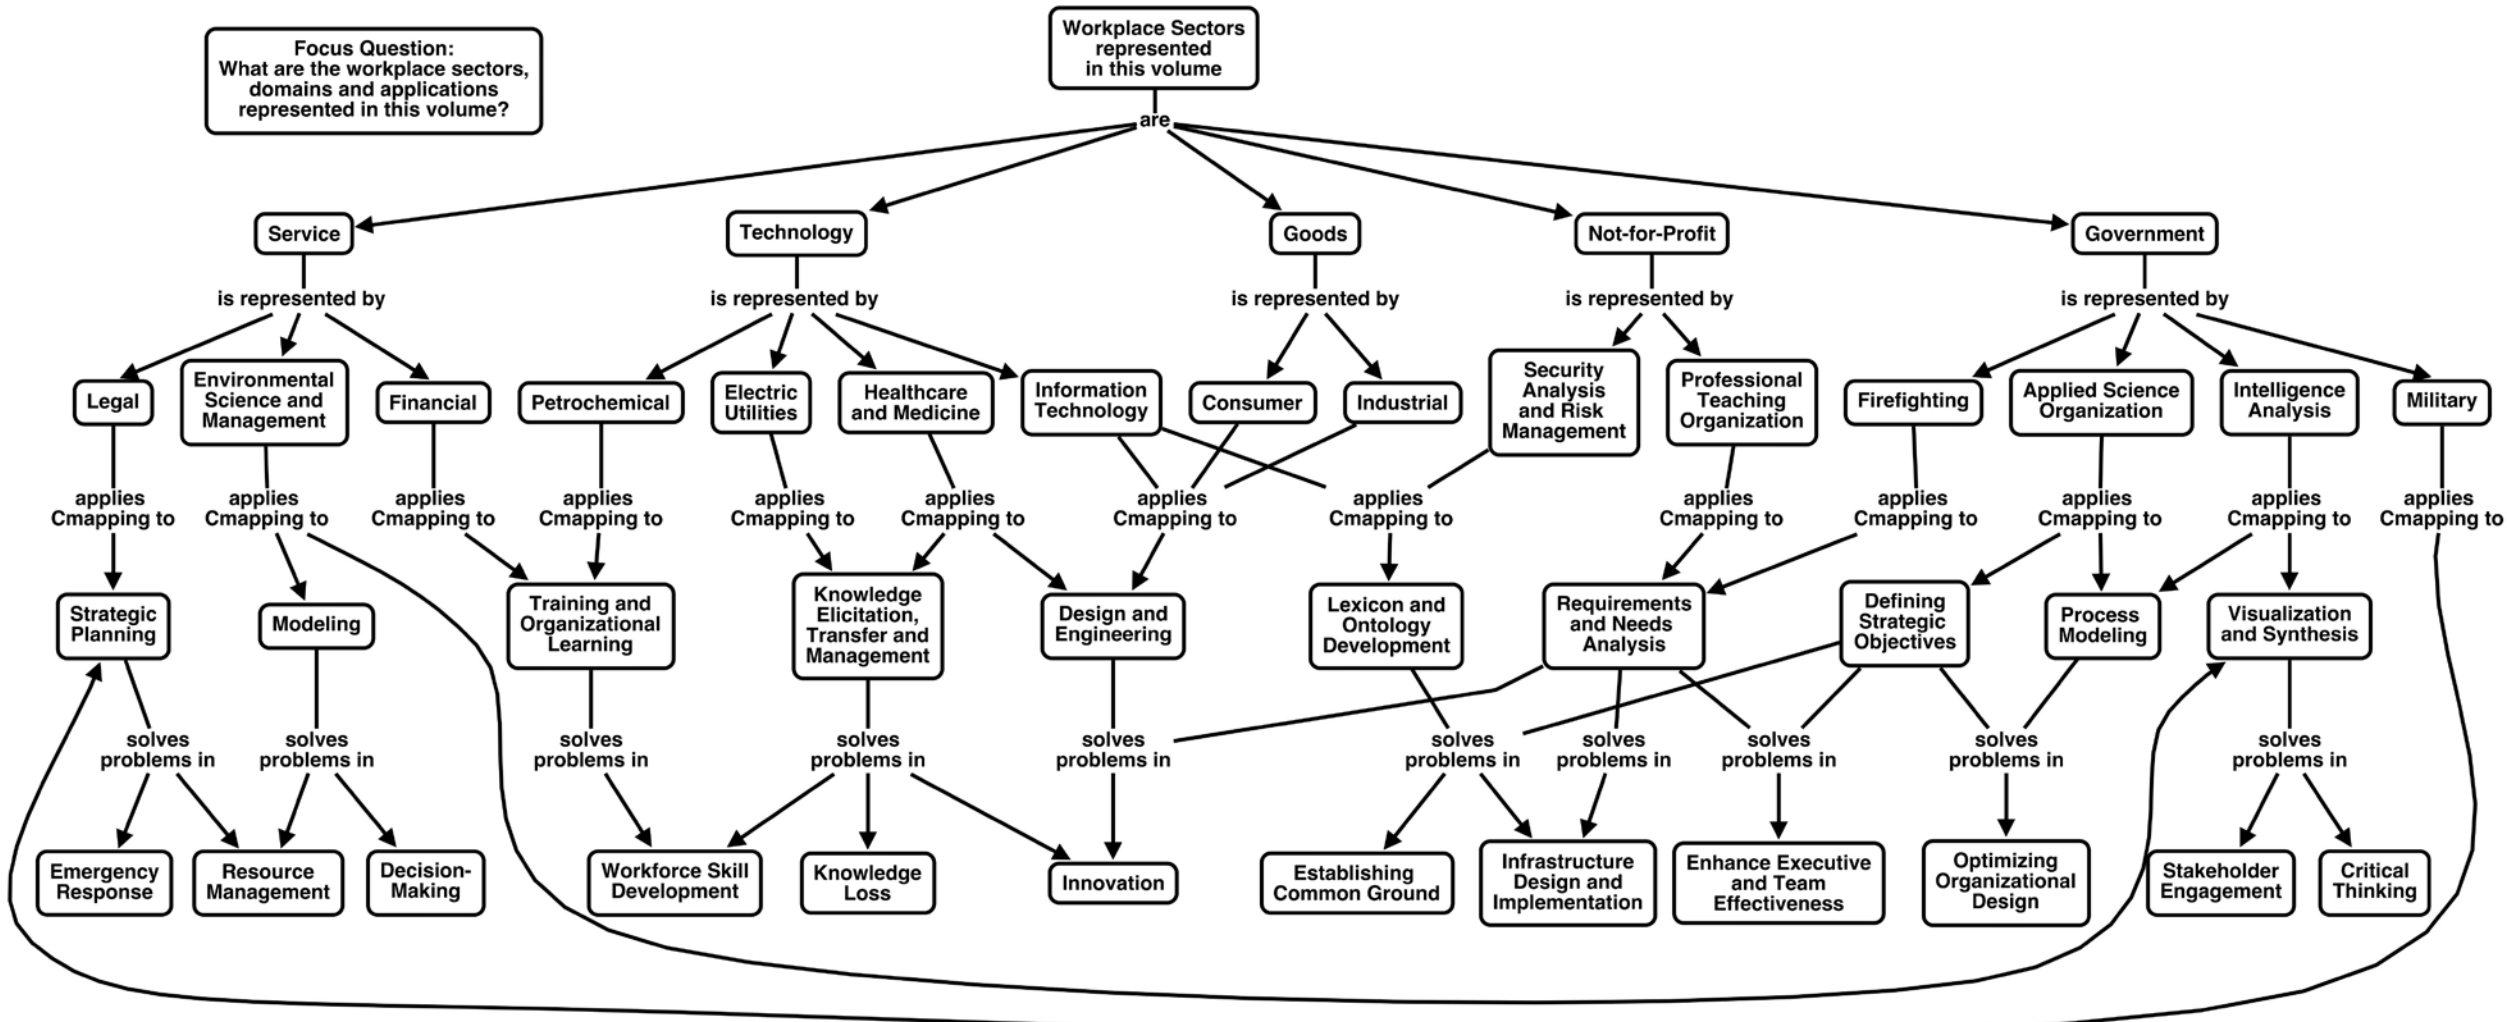 Focus Question:
What are the workplace sectors,
domains and applications
represented in this volume?
Workplace Sectors
represented
in this volume
are
Service
Technology
Goods
Not-for-Profit
Government
is represented by
is represented by
is represented by
is represented by
is represented by
Legal
Environmental
Science and
Management
Financial
Petrochemical
Electric
Utilities
Healthcare
and Medicine
Information
Technology
Consumer
Industrial
Security
Analysis
and Risk
Management
Professional
Teaching
Organization
Firefighting
Applied Science
Organization
Intelligence
Analysis
Military
applies
Cmapping to
applies
Cmapping to
applies
Cmapping to
applies
Cmapping to
applies
Cmapping to
applies
Cmapping to
applies
Cmapping to
applies
Cmapping to
applies
Cmapping to
applies
Cmapping to
applies
Cmapping to
applies
Cmapping to
applies
Cmapping to
Strategic
Planning
Modeling
Training and
Organizational
Learning
Knowledge
Elicitation,
Transfer and
Management
Design and
Engineering
Lexicon and
Ontology
Development
Requirements
and Needs
Analysis
Defining
Strategic
Objectives
Process
Modeling
Visualization
and Synthesis
solves
problems in
solves
problems in
solves
problems in
solves
problems in
solves
problems in
solves
problems in
solves
problems in
solves
problems in
solves
problems in
solves
problems in
Emergency
Response
Resource
Management
Decision-
Making
Workforce Skill
Development
Knowledge
Loss
Innovation
Establishing
Common Ground
Infrastructure
Design and
Implementation
Enhance Executive
and Team
Effectiveness
Optimizing
Organizational
Design
Stakeholder
Engagement
Critical
Thinking